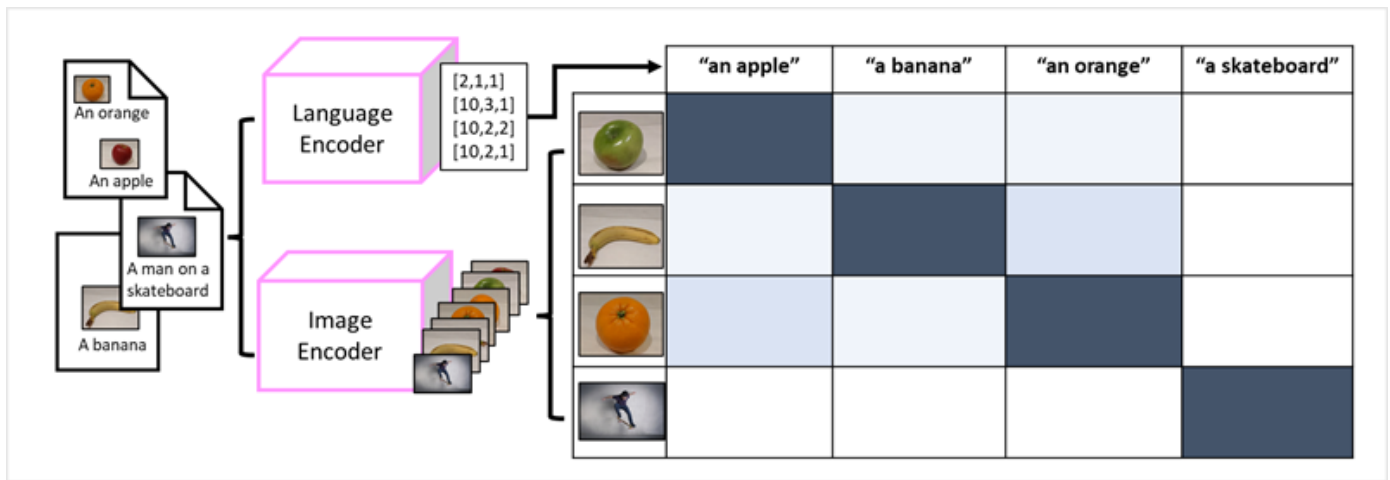 An orange
An apple
A man on a
skateboard
A banana
Language
Encoder
[2,1,1]
[10,3,1]
[10,2,2]
[10,2,1]
Image
Encoder
“an apple”
“a banana”
“an orange”
“a skateboard”